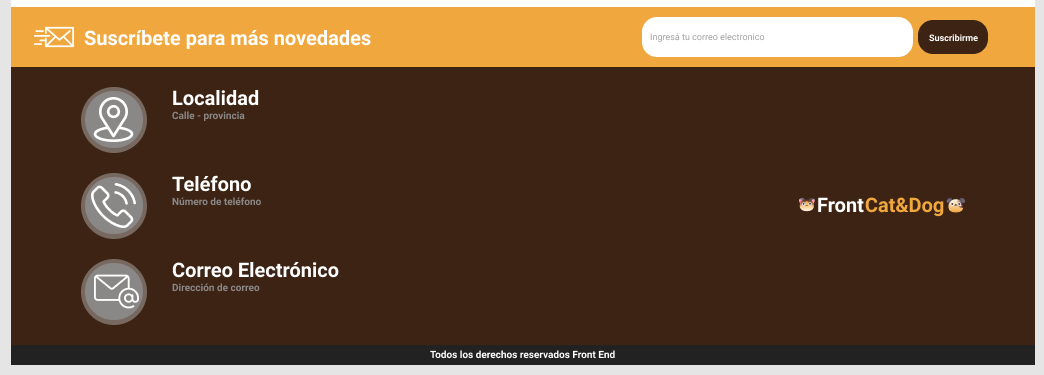 Suscríbete para más novedades
Ingresá tu correo electronico
Suscribirme
Localidad
Calle - provincia
Teléfono
Número de teléfono
FrontCat&Dog
Correo Electrónico
Dirección de correo
Todos los derechos reservados Front End